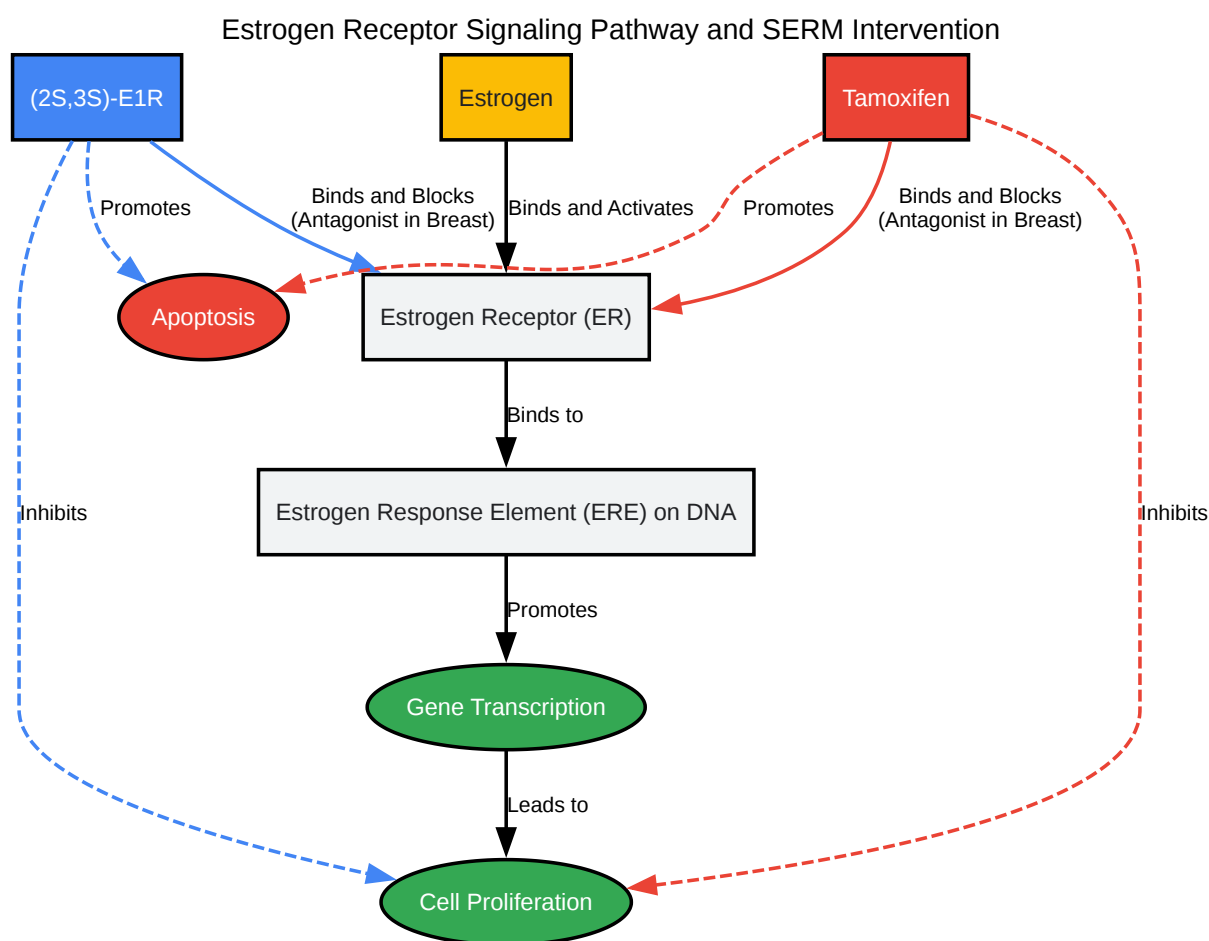 Estrogen Receptor Signaling Pathway and SERM Intervention
(2S,3S)-E1R
Estrogen
Tamoxifen
Promotes
Binds and Blocks
(Antagonist in Breast)
Binds and Activates
Promotes
Binds and Blocks
(Antagonist in Breast)
Apoptosis
Estrogen Receptor (ER)
Binds to
Inhibits
Estrogen Response Element (ERE) on DNA
Inhibits
Promotes
Gene Transcription
Leads to
Cell Proliferation